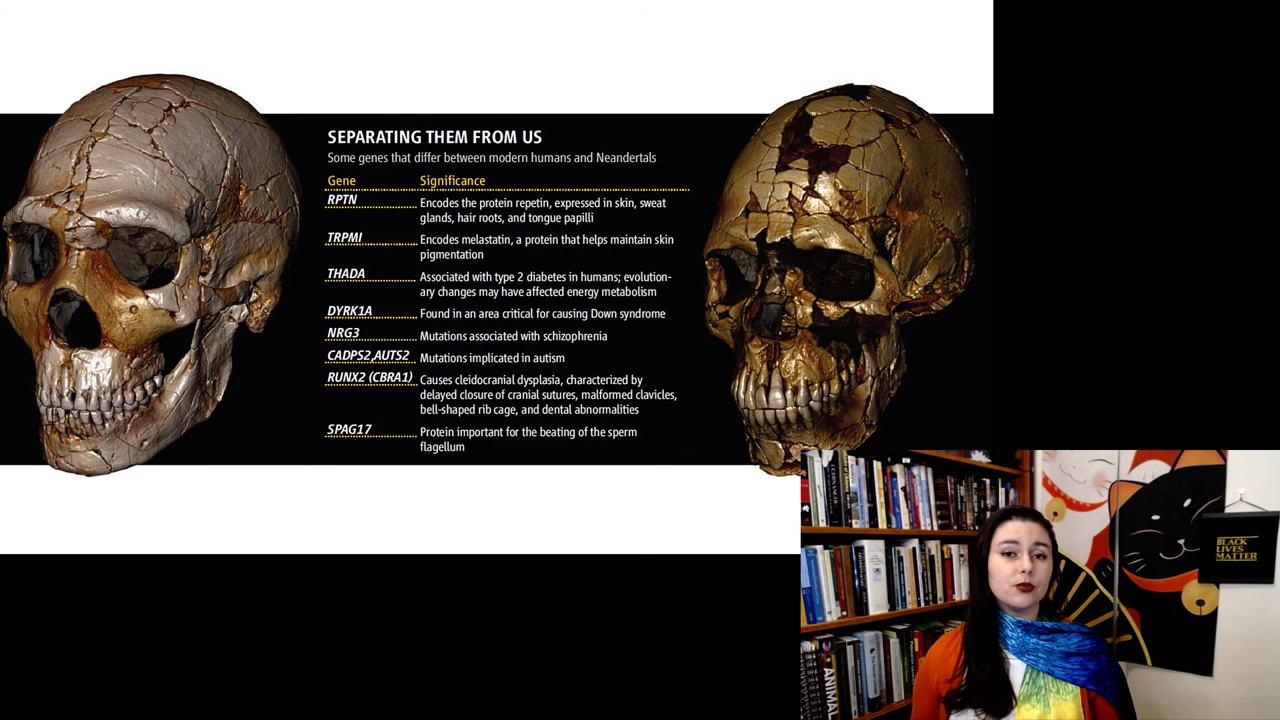 SEPARATING THEM FROM US
Some genes that differ between modern humans and Neandertals
Gene Significance
RPTN Encodes the protein repetin, expressed in skin, sweat
glands, hair roots, and tongue papilli
TRPMI Encodes melastatin, a protein that helps maintain skin
pigmentation
THADA Associated with type 2 diabetes in humans; evolution-
ary changes may have affected energy metabolism
DYRK1A Found in an area critical for causing Down syndrome
NRG3 Mutations associated with schizophrenia
CADPS2,AUTS2 Mutations implicated in autism
RUNX2 (CBRA1) Causes cleidocranial dysplasia, characterized by
delayed closure of cranial sutures, malformed clavicles,
bell-shaped rib cage, and dental abnormalities
SPAG17 Protein important for the beating of the sperm
flagellum
BLACK
LIVES
MATTER
ANIMAL